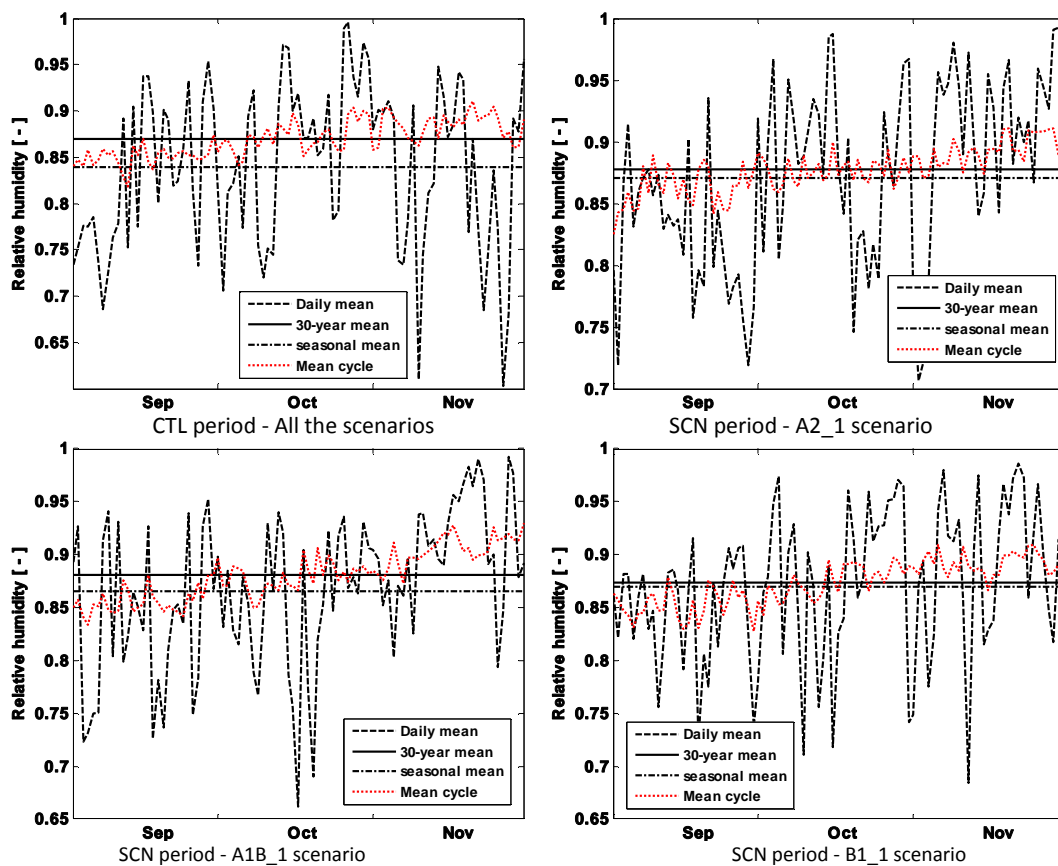 1
0.95
0.9
0.85
0.8
0.75
0.7
0.65
Relative humidity [ - ]
Daily mean
30-year mean
seasonal mean
Mean cycle
Sep Oct Nov
CTL period - All the scenarios
1
0.95
0.9
0.85
0.8
0.75
0.7
Relative humidity [ - ]
Daily mean
30-year mean
seasonal mean
Mean cycle
Sep Oct Nov
SCN period - A2_1 scenario
1
0.95
0.9
0.85
0.8
0.75
0.7
0.65
Relative humidity [ - ]
Daily mean
30-year mean
seasonal mean
Mean cycle
Sep Oct Nov
SCN period - A1B_1 scenario
1
0.95
0.9
0.85
0.8
0.75
0.7
0.65
Relative humidity [ - ]
Daily mean
30-year mean
seasonal mean
Mean cycle
Sep Oct Nov
SCN period - B1_1 scenario